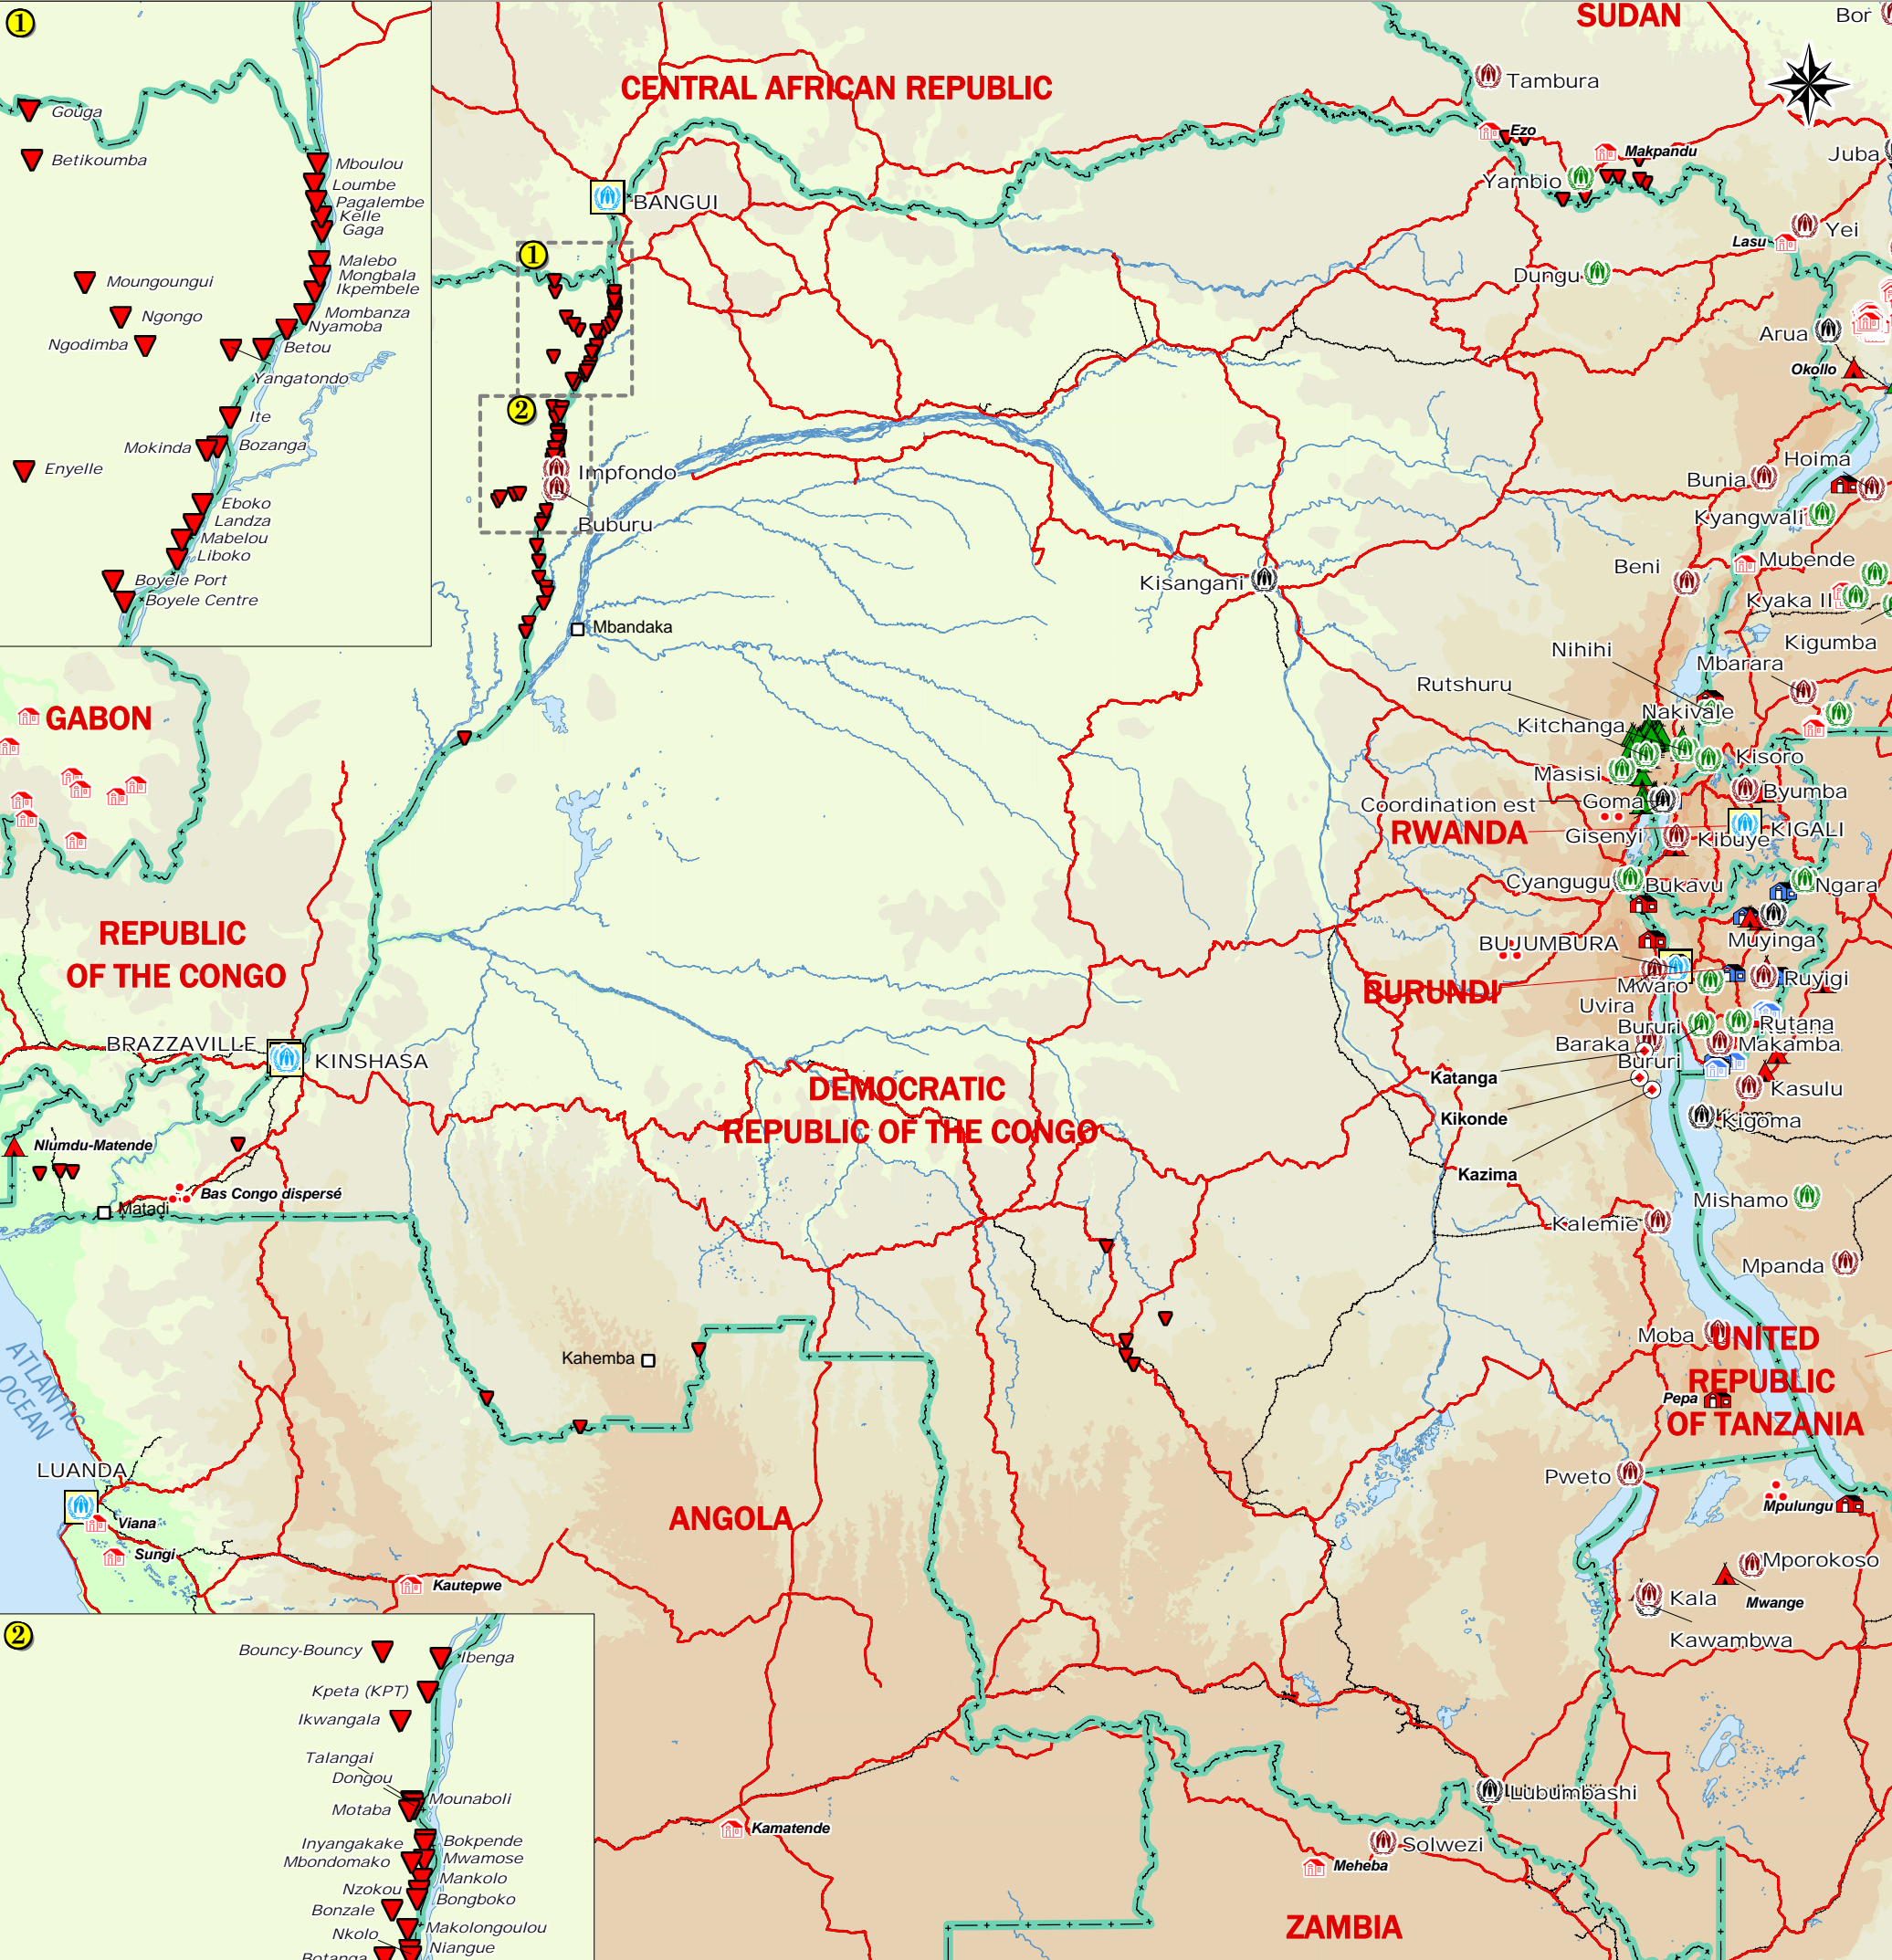 1
Gouga
Betikoumba
Mboulou
Loumbe
Pagalembe
Kelle
Gaga
Malebo
Mongbala
Ikpembele
Mombanza
Nyamoba
Betou
Moungoungui
Ngongo
Ngodimba
Yangatondo
Ite
Mokinda
Bozanga
Enyelle
Eboko
Landza
Mabelou
Liboko
Boyele Port
Boyele Centre
SUDAN
Bor
CENTRAL AFRICAN REPUBLIC
Tambura
Ezo
Makpandu
Juba
Yambio
BANGUI
Yei
Lasu
1
Dungu
Arua
Okollo
2
Impfondo
Buburu
Hoima
Bunia
Kyangwali
Mubende
Beni
Kisangani
Kyaka II
Kigumba
Mbandaka
Nihihi
Mbarara
Rutshuru
Nakivale
Kitchanga
Kisoro
Masisi
Byumba
Coordination est
Goma
RWANDA
KIGALI
Gisenyi
Kibuye
Cyangugu
Bukavu
Ngara
GABON
REPUBLIC
OF THE CONGO
BUJUMBURA
Muyinga
BURUNDI
Mwaro
Ruyigi
Uvira
Bururi
Rutana
Baraka
Makamba
Bururi
Katanga
Kasulu
Kikonde
Kigoma
Kazima
BRAZZAVILLE
KINSHASA
DEMOCRATIC
REPUBLIC OF THE CONGO
Nlumdu-Matende
Bas Congo dispersé
Matadi
Mishamo
Kalemie
Mpanda
Moba
UNITED
REPUBLIC
OF TANZANIA
Pepa
Kahemba
ATLANTIC
OCEAN
LUANDA
Viana
Sungi
Kautepwe
ANGOLA
Pweto
Mpulungu
Mporokoso
Kala
Mwange
Kawambwa
2
Bouncy-Bouncy
Ibenga
Kpeta (KPT)
Ikwangala
Talangai
Dongou
Mounaboli
Motaba
Inyangakake
Bokpende
Mbondomako
Mwamose
Mankolo
Nzokou
Bongboko
Bonzale
Makolongoulou
Nkolo
Niangue
Botanga
Kamatende
Lubumbashi
Solwezi
Meheba
ZAMBIA